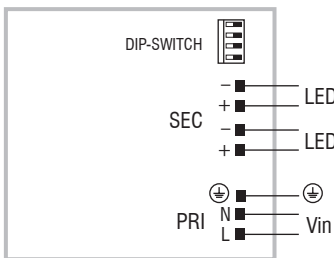 DIP-SWITCH
− LED
+
SEC
− LED
+
PRI
N Vin
L